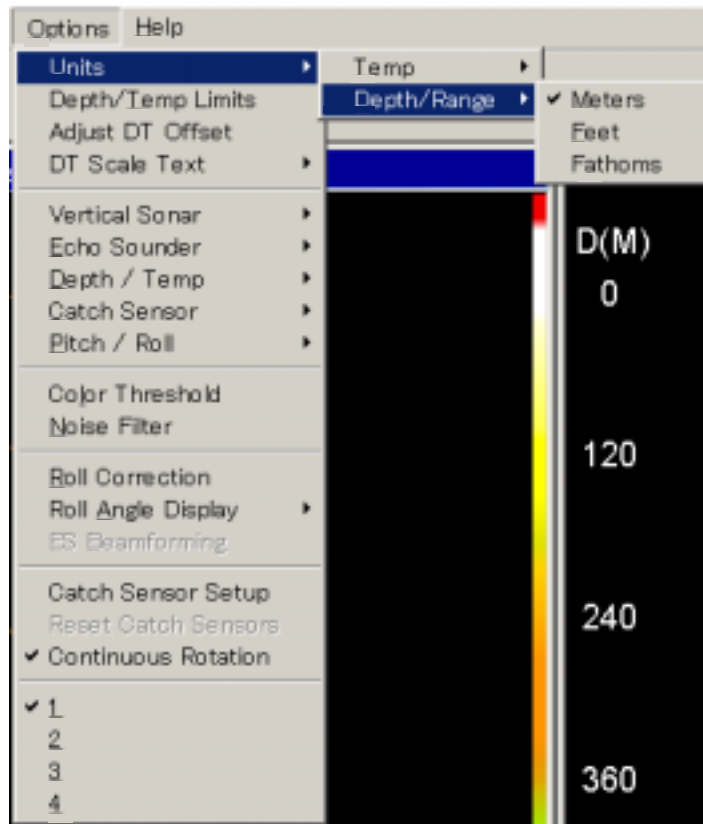 Options Help
Units
Depth/Temp Limits
Adjust DT Offset
DT Scale Text
Vertical Sonar
Echo Sounder
Depth / Temp
Catch Sensor
Pitch / Roll
Color Threshold
Noise Filter
Roll Correction
Roll Angle Display
ES Beamforming
Catch Sensor Setup
Reset Catch Sensors
✔ Continuous Rotation
✔ 1
2
3
4
Temp
Depth/Range
✔ Meters
Feet
Fathoms
D(M)
0
120
240
360